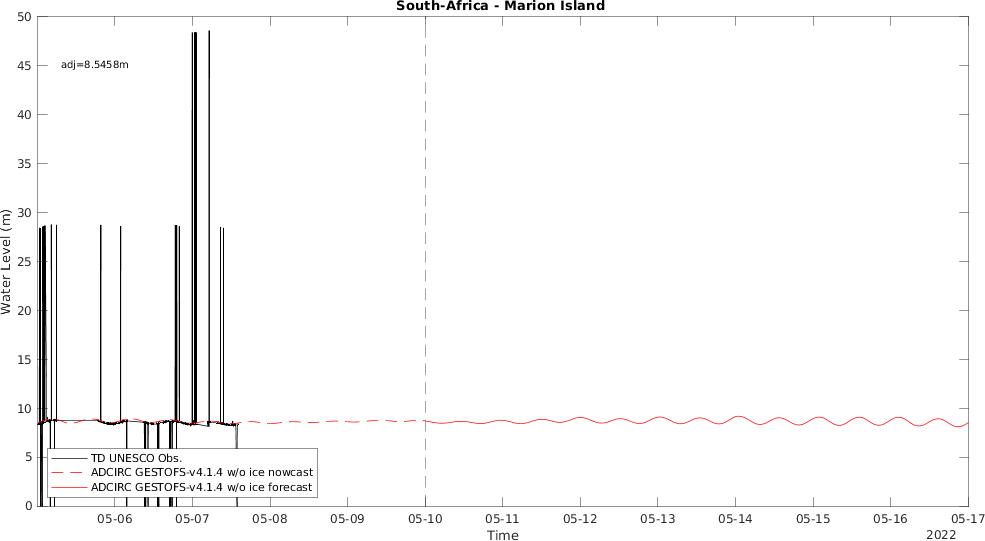 South-Africa - Marion Island
50
45
40
35
30
25
20
15
10
5
0
Water Level (m)
adj=8.5458m
TD UNESCO Obs.
ADCIRC GESTOFS-v4.1.4 w/o ice nowcast
ADCIRC GESTOFS-v4.1.4 w/o ice forecast
05-06 05-07 05-08 05-09 05-10 05-11 05-12 05-13 05-14 05-15 05-16 05-17
Time
2022